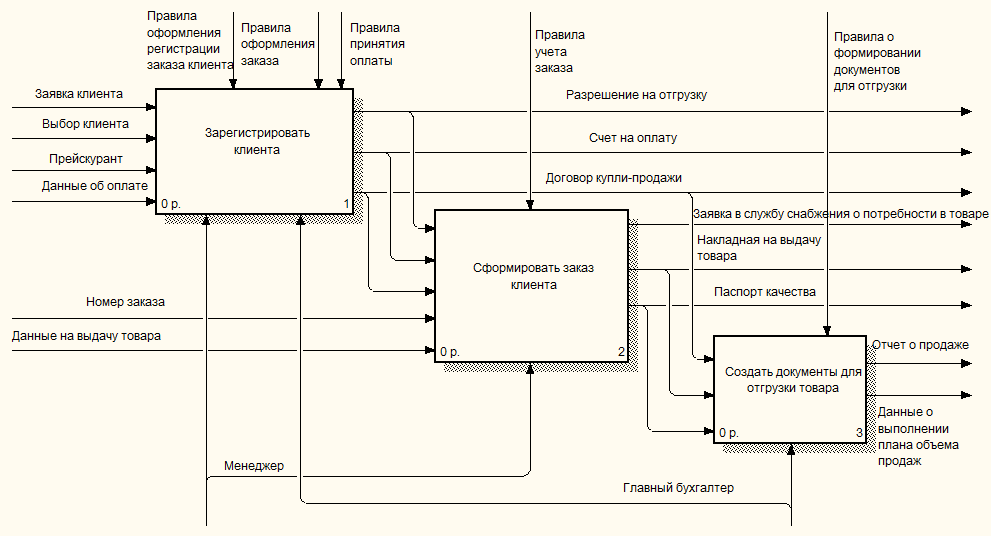 Правила
оформления
регистрации
заказа клиента
Правила
оформления
заказа
Правила
принятия
оплаты
Правила
учета
заказа
Правила о
формировании
документов
для отгрузки
Заявка клиента
Выбор клиента
Прейскурант
Данные об оплате
Зарегистрировать
клиента
0 р.
1
Разрешение на отгрузку
Счет на оплату
Договор купли-продажи
Заявка в службу снабжения о потребности в товаре
Накладная на выдачу
товара
Паспорт качества
Сформировать заказ
клиента
0 р.
2
Номер заказа
Данные на выдачу товара
Отчет о продаже
Создать документы для
отгрузки товара
0 р.
3
Данные о
выполнении
плана объема
продаж
Менеджер
Главный бухгалтер